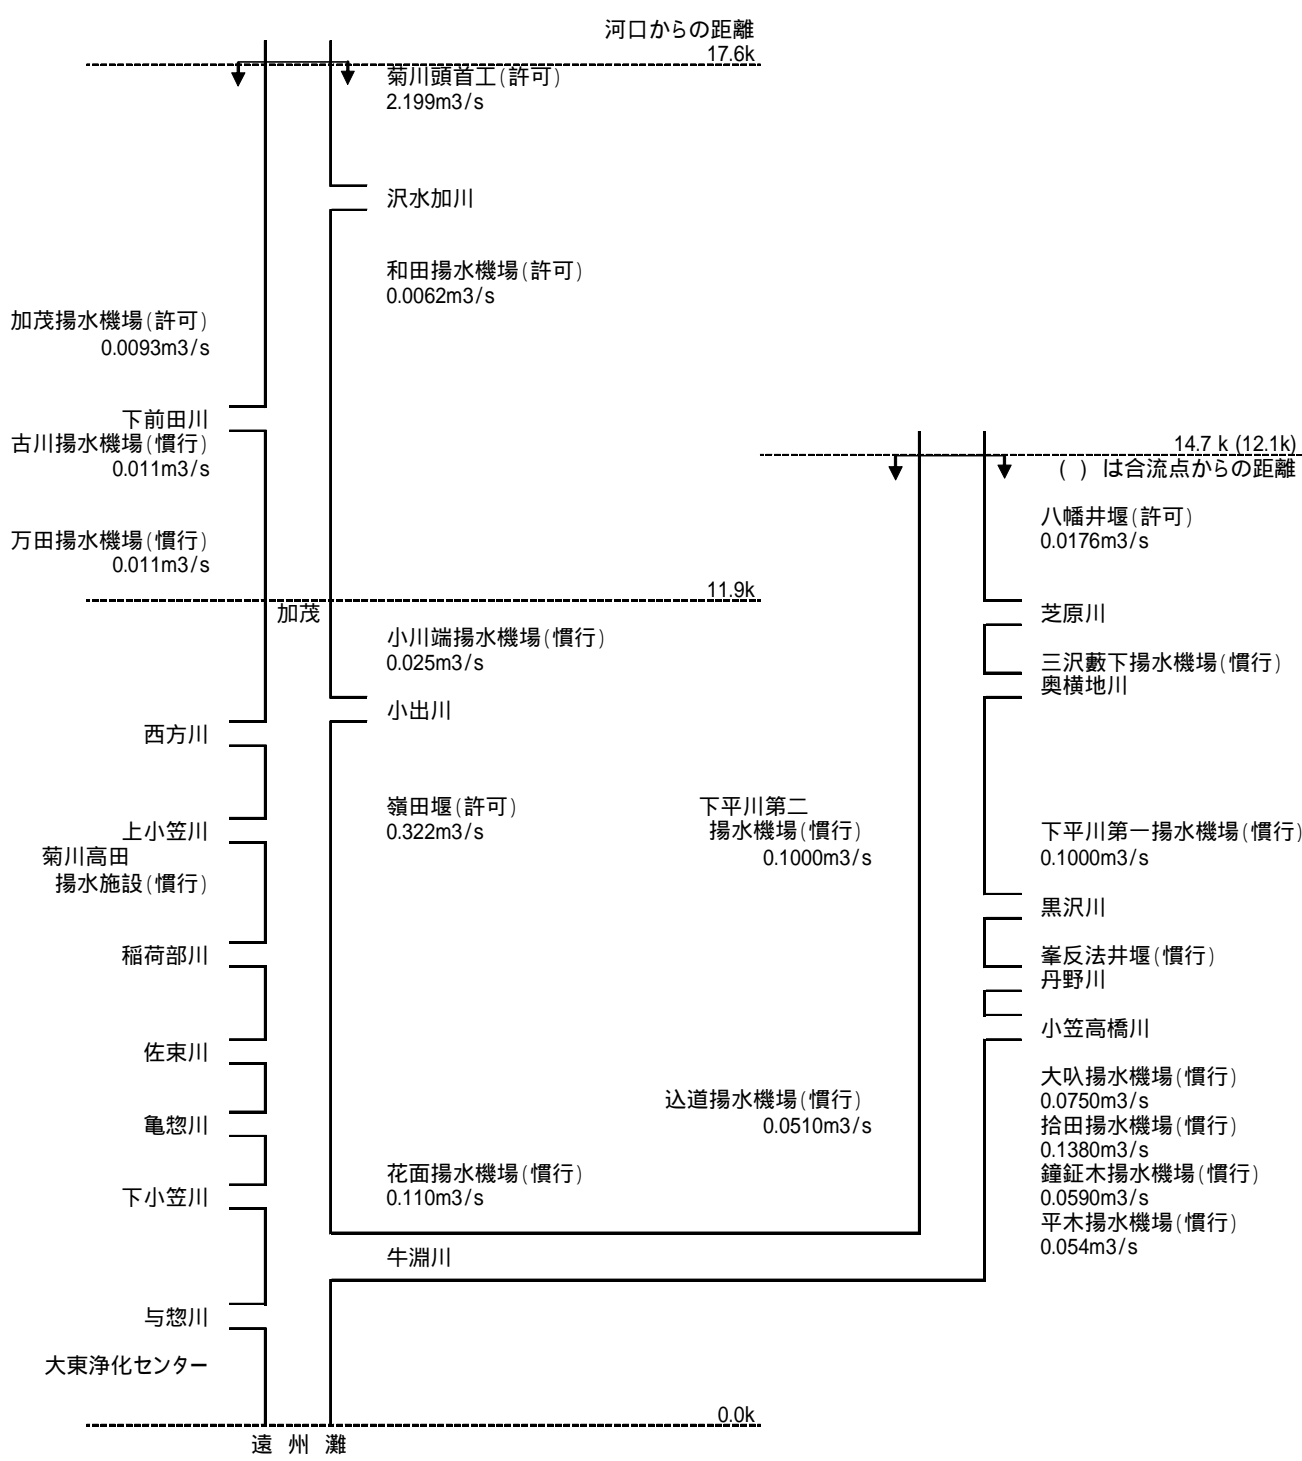 河口からの距離
17.6k
菊川頭首工(許可)
2.199m3/s
沢水加川
和田揚水機場(許可)
0.0062m3/s
加茂揚水機場(許可)
0.0093m3/s
下前田川
古川揚水機場(慣行)
0.011m3/s
万田揚水機場(慣行)
0.011m3/s
11.9k
加茂
小川端揚水機場(慣行)
0.025m3/s
小出川
西方川
嶺田堰(許可)
0.322m3/s
上小笠川
菊川高田
揚水施設(慣行)
稲荷部川
佐束川
亀惣川
下小笠川
花面揚水機場(慣行)
0.110m3/s
牛淵川
与惣川
大東浄化センター
0.0k
遠 州 灘
14.7 k (12.1k)
( ) は合流点からの距離
八幡井堰(許可)
0.0176m3/s
芝原川
三沢藪下揚水機場(慣行)
奥横地川
下平川第二
揚水機場(慣行)
0.1000m3/s
下平川第一揚水機場(慣行)
0.1000m3/s
黒沢川
峯反法井堰(慣行)
丹野川
小笠高橋川
込道揚水機場(慣行)
0.0510m3/s
大叺揚水機場(慣行)
0.0750m3/s
拾田揚水機場(慣行)
0.1380m3/s
鐘鉦木揚水機場(慣行)
0.0590m3/s
平木揚水機場(慣行)
0.054m3/s